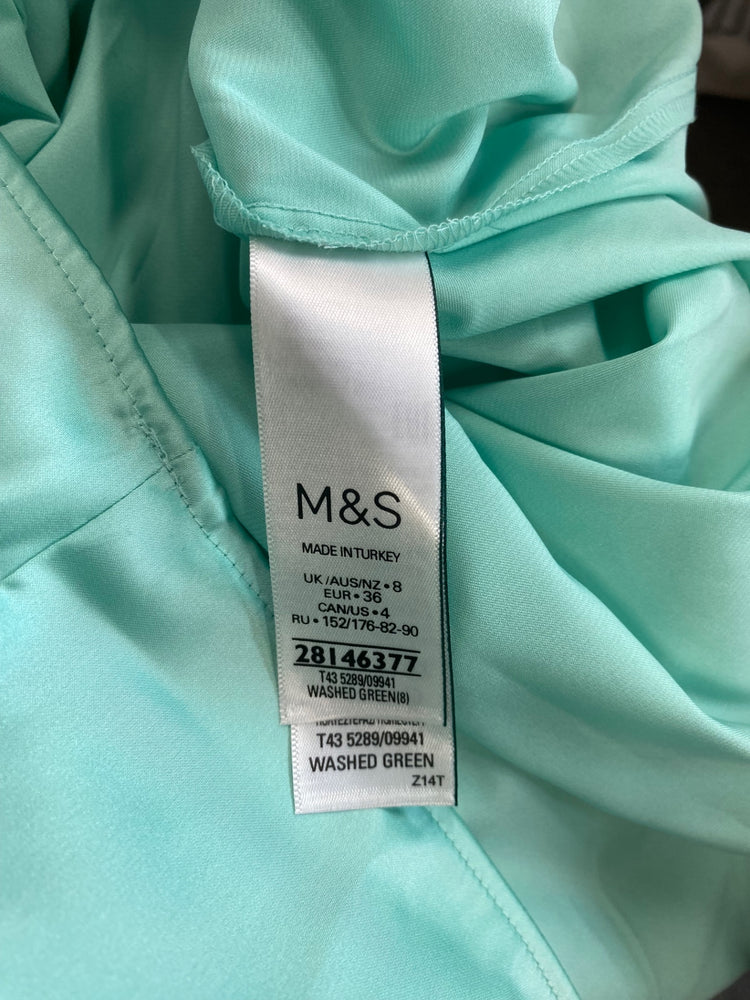 M&S
MADE IN TURKEY
UK/AUS/NZ • 8
EUR • 36
CAN/US • 4
RU • 152/176-82-90
28146377
T43 5289/09941
WASHED GREEN(8)
T43 5289/09941
WASHED GREEN
Z14T